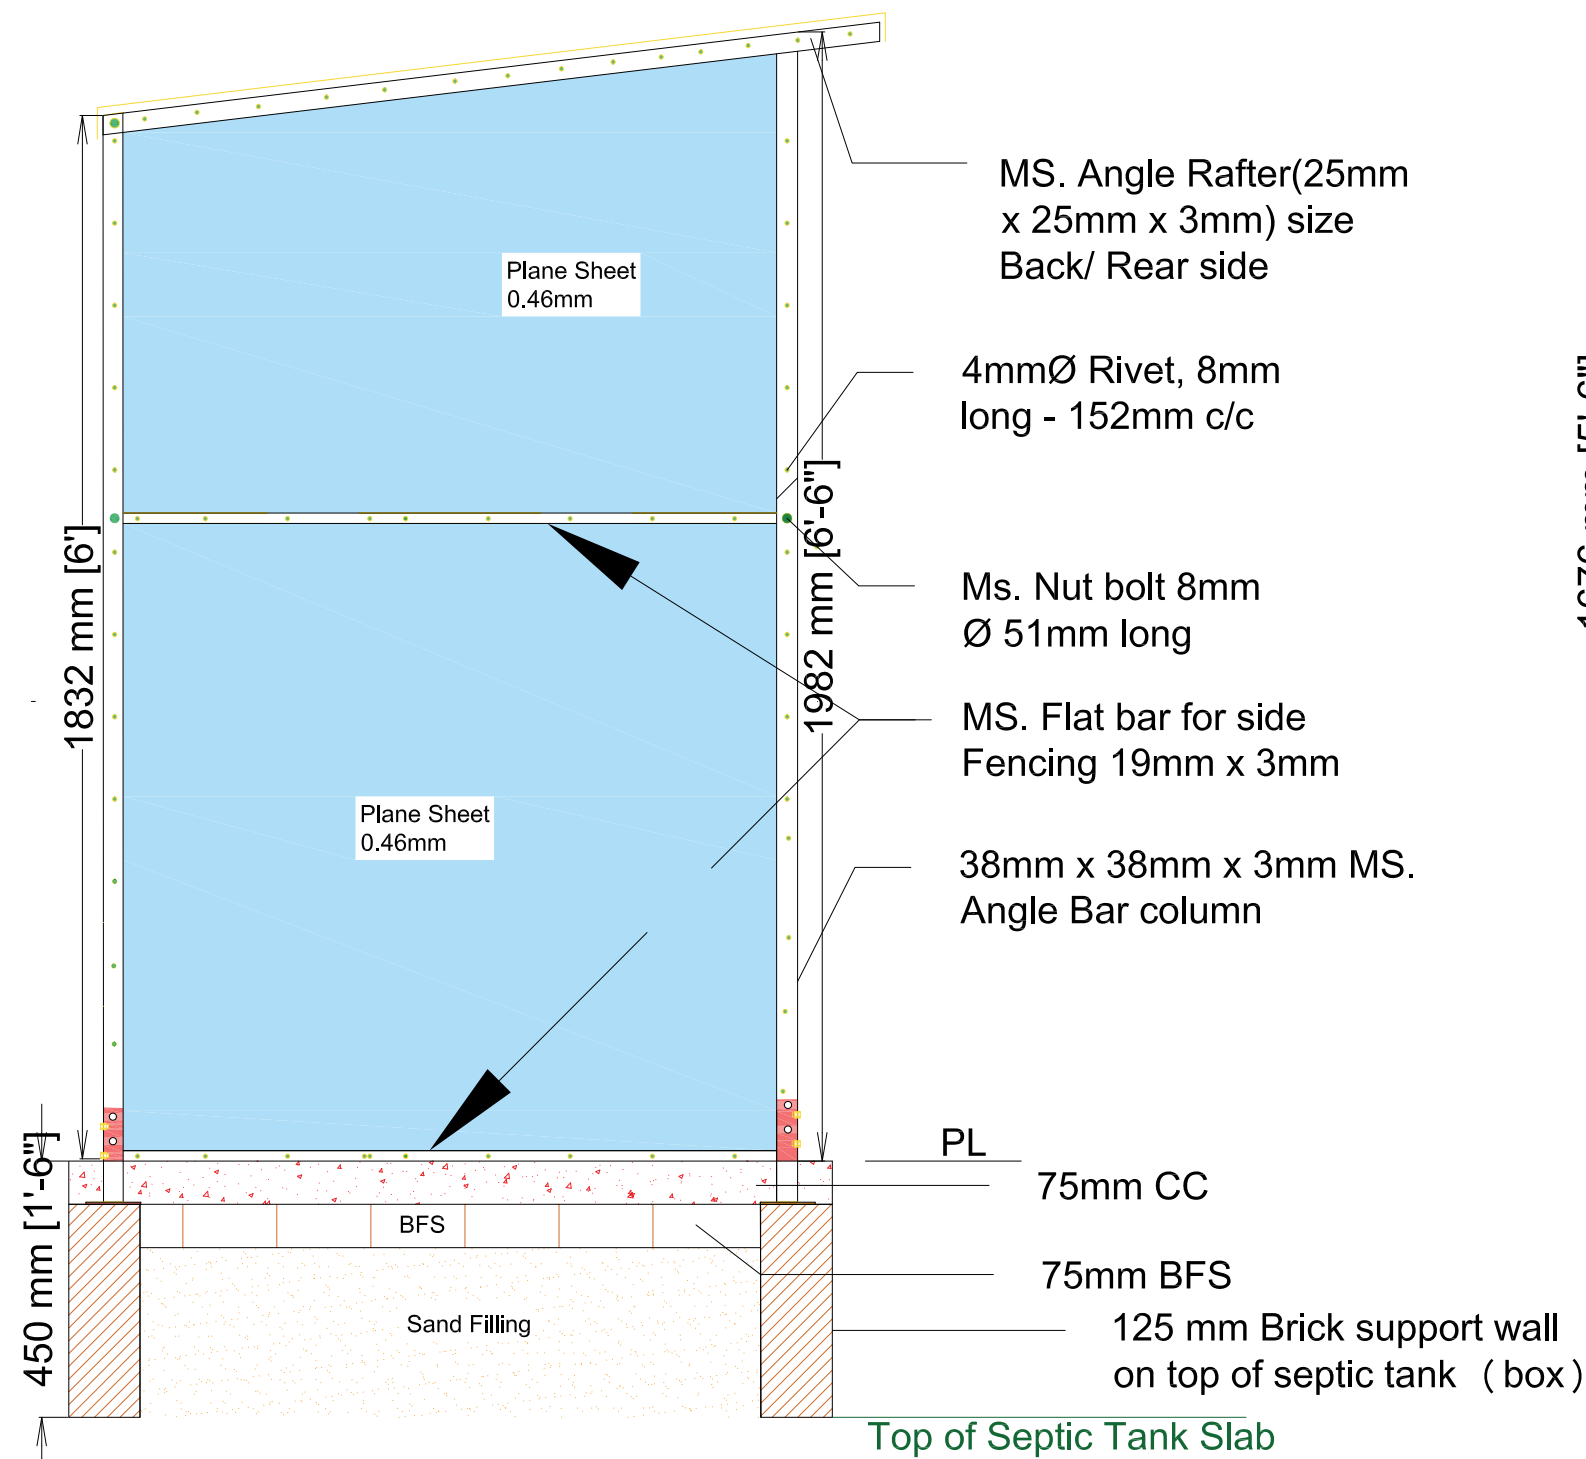 MS. Angle Rafter(25mm
x 25mm x 3mm) size
Back/ Rear side
Plane Sheet
0.46mm
4mmØ Rivet, 8mm
long - 152mm c/c
1832 mm [6']
1982 mm [6'-6"]
Ms. Nut bolt 8mm
Ø 51mm long
MS. Flat bar for side
Fencing 19mm x 3mm
Plane Sheet
0.46mm
38mm x 38mm x 3mm MS.
Angle Bar column
PL
75mm CC
450 mm [1'-6"]
BFS
75mm BFS
Sand Filling
125 mm Brick support wall
on top of septic tank (box)
Top of Septic Tank Slab